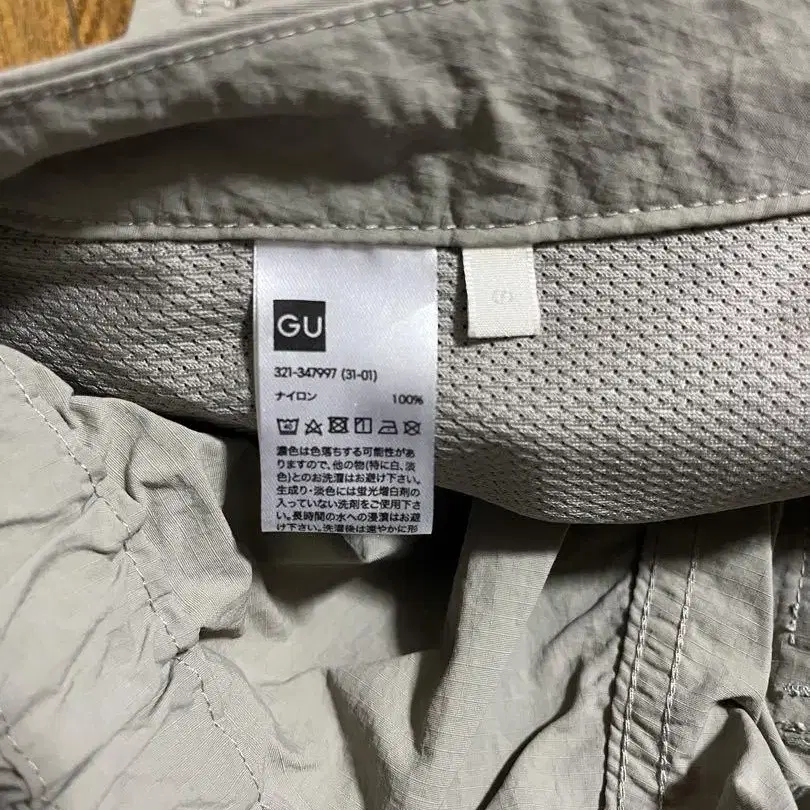 GU
321-347997 (31-01)
ナイロン 100%
濃色は色落ちする可能性があ
りますので、他の物(特に白、淡
色)とのお洗濯はお避け下さい。
生成り・淡色には蛍光増白剤の
入っていない洗剤をご使用下さ
い。長時間の水への浸漬はお避
け下さい。洗濯後は速やかに形
S